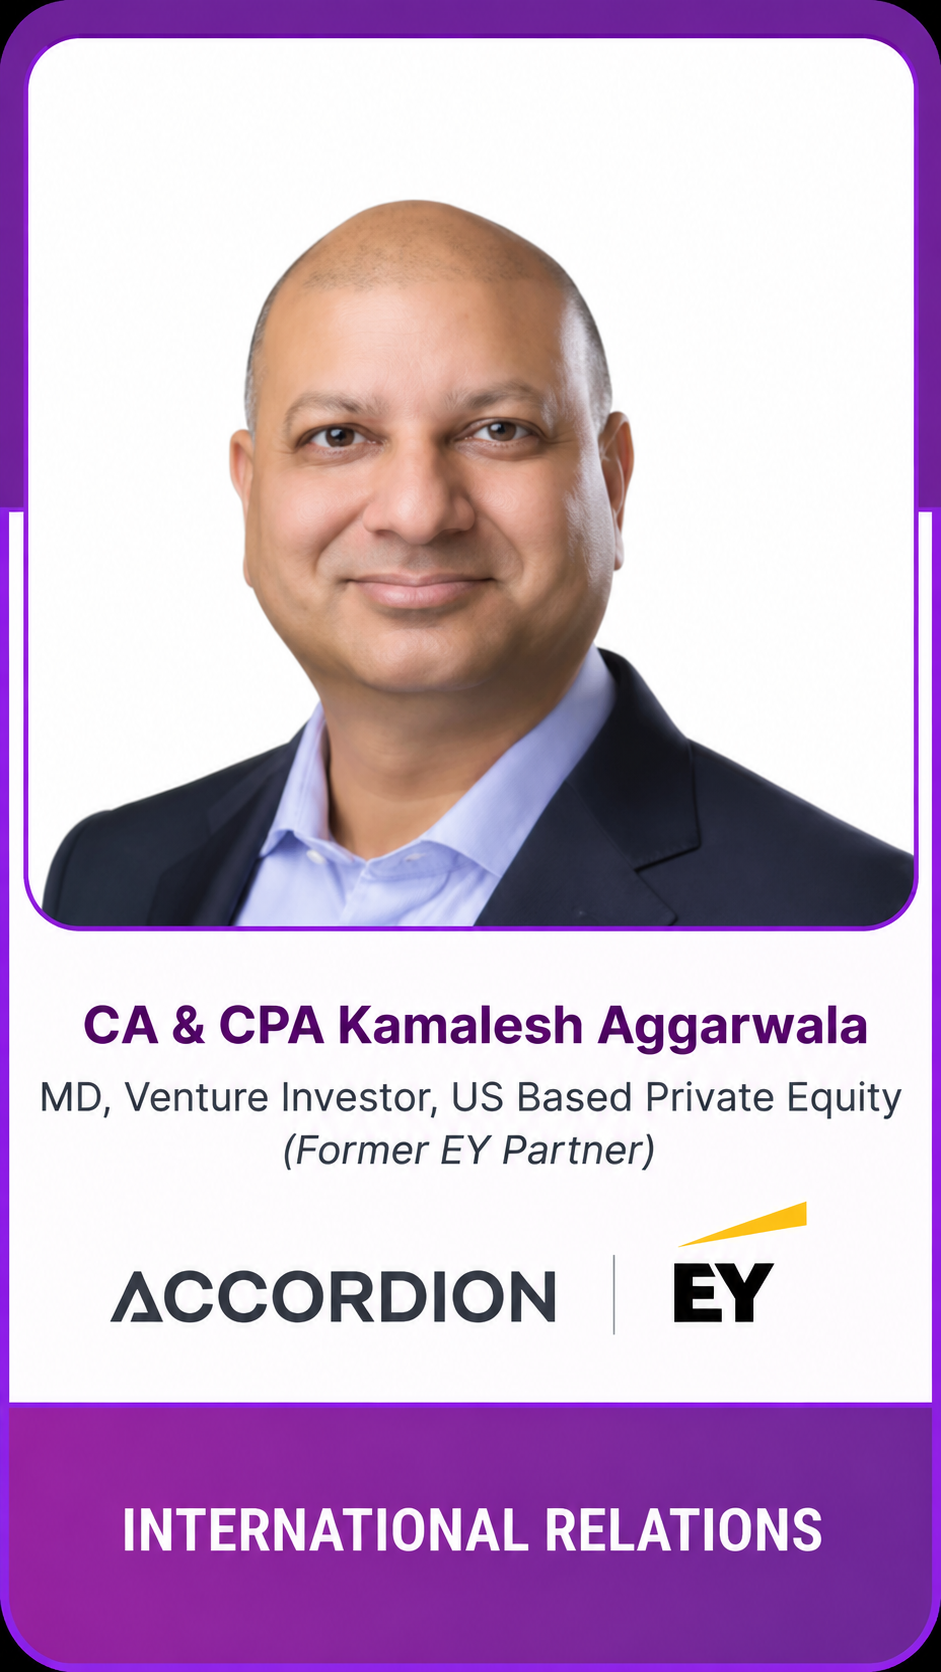 CA & CPA Kamalesh Aggarwala
MD, Venture Investor, US Based Private Equity
(Former EY Partner)
ACCORDION
EY
INTERNATIONAL RELATIONS